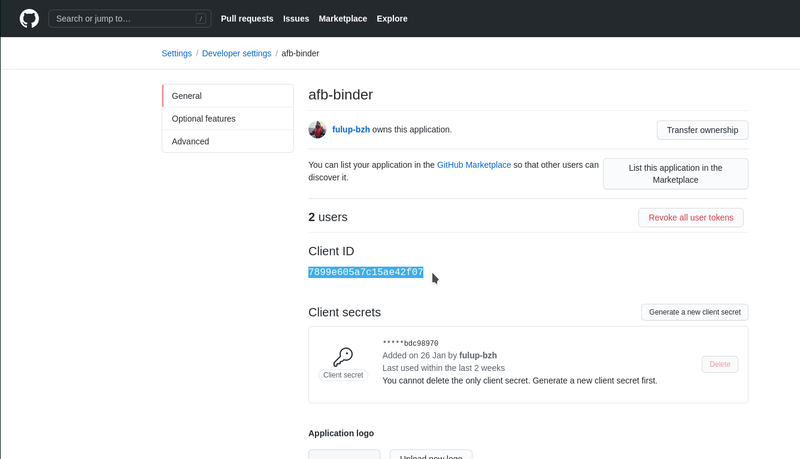 Search or jump to… /
Pull requests Issues Marketplace Explore
Settings / Developer settings / afb-binder
General
Optional features
Advanced
afb-binder
fulup-bzh owns this application.
Transfer ownership
You can list your application in the GitHub Marketplace so that other users can
discover it.
List this application in the
Marketplace
2 users
Revoke all user tokens
Client ID
7899e605a7c15ae42f07
Client secrets
Generate a new client secret
*****bdc98970
Added on 26 Jan by fulup-bzh
Last used within the last 2 weeks
You cannot delete the only client secret. Generate a new client secret first.
Client secret
Delete
Application logo
Upload new logo